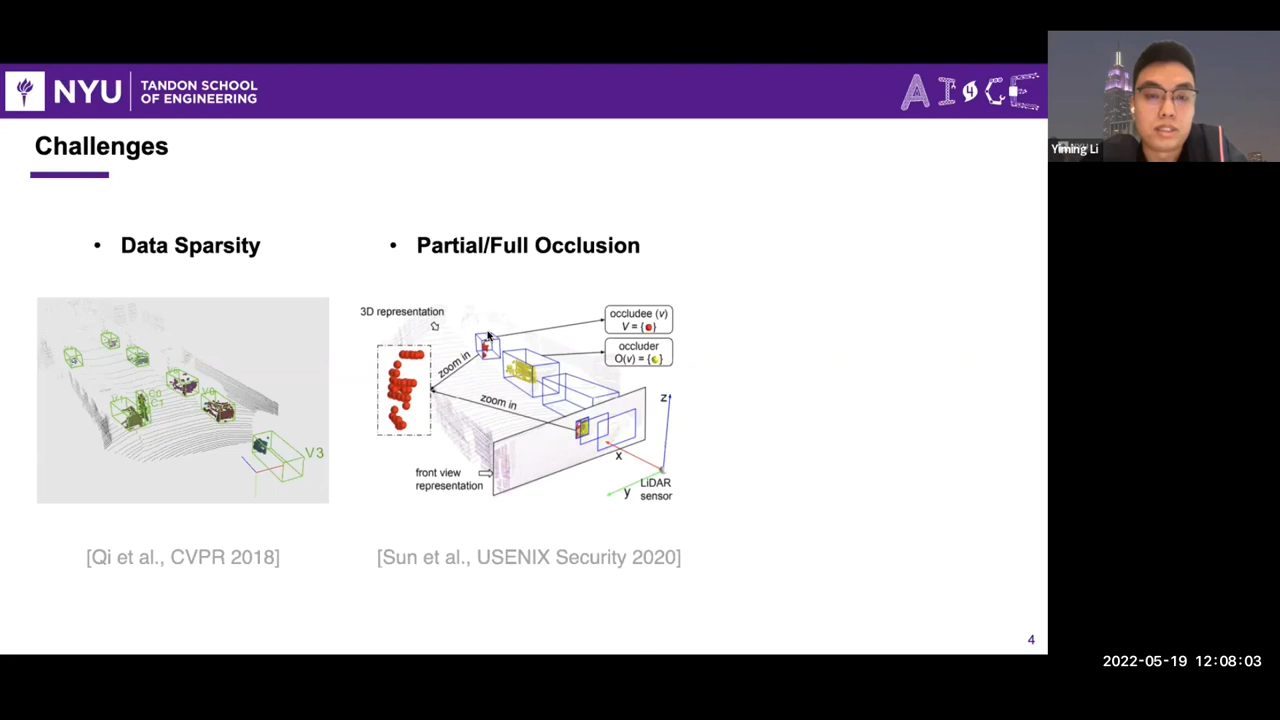 NYU
TANDON SCHOOL
OF ENGINEERING
AI4CE
Yiming Li
Challenges
• Data Sparsity
• Partial/Full Occlusion
V3
3D representation
zoom in
zoom in
occludee (v)
V = { }
occluder
O(v) = { }
z
x
y
LiDAR
sensor
front view
representation
[Qi et al., CVPR 2018]
[Sun et al., USENIX Security 2020]
4
2022-05-19 12:08:03